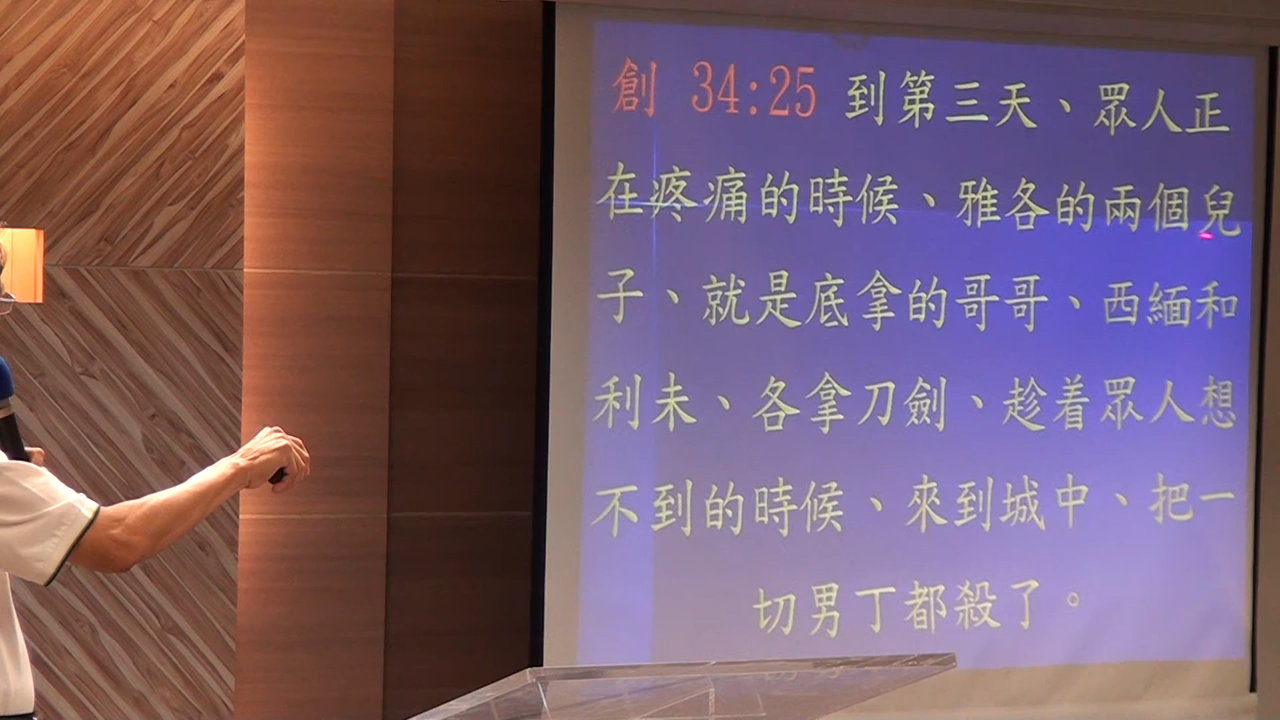 創 34:25 到第三天、眾人正
在疼痛的時候、雅各的兩個兒
子、就是底拿的哥哥、西緬和
利未、各拿刀劍、趁着眾人想
不到的時候、來到城中、把一
切男丁都殺了。